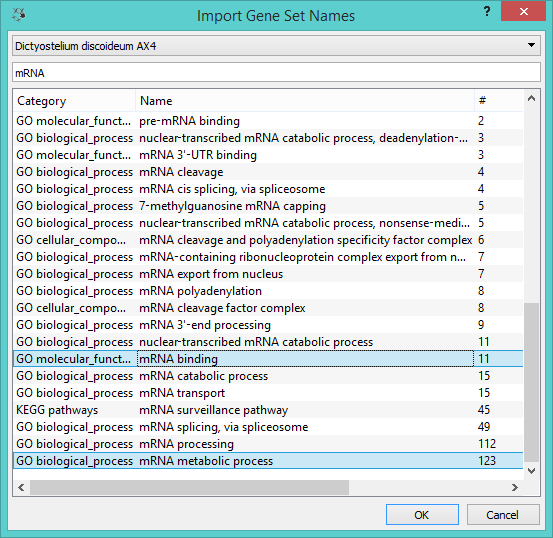 Import Gene Set Names
?
Dictyostelium discoideum AX4
mRNA
Category Name #
GO molecular_funct... pre-mRNA binding 2
GO biological_process nuclear-transcribed mRNA catabolic process, deadenylation-... 3
GO molecular_funct... mRNA 3'-UTR binding 3
GO biological_process mRNA cleavage 4
GO biological_process mRNA cis splicing, via spliceosome 4
GO biological_process 7-methylguanosine mRNA capping 5
GO biological_process nuclear-transcribed mRNA catabolic process, nonsense-medi... 5
GO cellular_compo... mRNA cleavage and polyadenylation specificity factor complex 6
GO biological_process mRNA-containing ribonucleoprotein complex export from n... 7
GO biological_process mRNA export from nucleus 7
GO biological_process mRNA polyadenylation 8
GO cellular_compo... mRNA cleavage factor complex 8
GO biological_process mRNA 3'-end processing 9
GO biological_process nuclear-transcribed mRNA catabolic process 11
GO molecular_funct... mRNA binding 11
GO biological_process mRNA catabolic process 15
GO biological_process mRNA transport 15
KEGG pathways mRNA surveillance pathway 45
GO biological_process mRNA splicing, via spliceosome 49
GO biological_process mRNA processing 112
GO biological_process mRNA metabolic process 123
OK Cancel